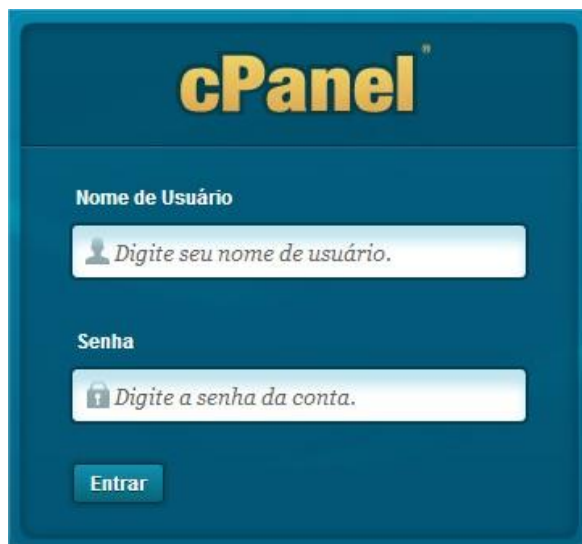 cPanel®
Nome de Usuário
Digite seu nome de usuário.
Senha
Digite a senha da conta.
Entrar